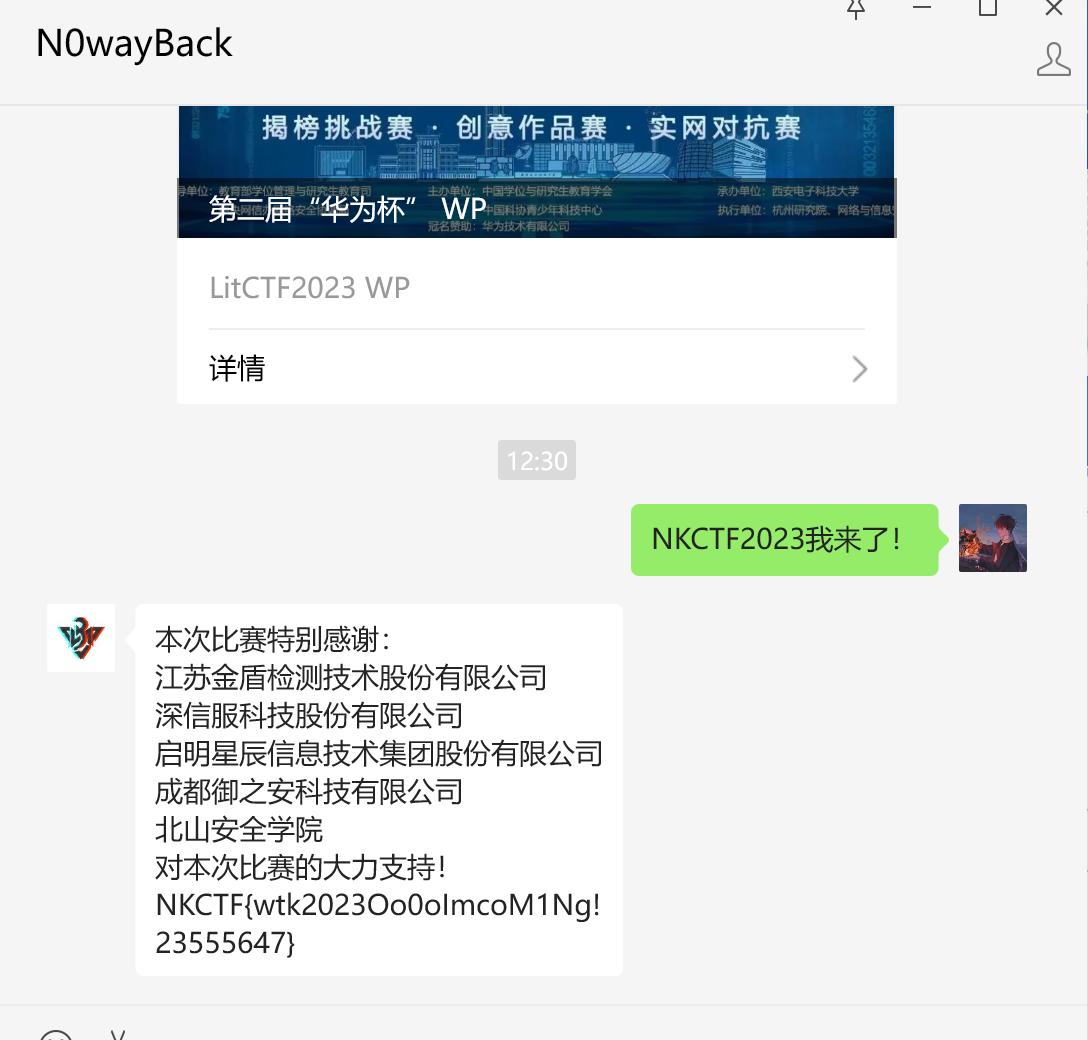 N0wayBack
揭榜挑战赛 · 创意作品赛 · 实网对抗赛
导单位：教育部学位管理与研究生教育司
主办单位：中国学位与研究生教育学会
承办单位：西安电子科技大学
中国科协青少年科技中心
执行单位：杭州研究院、网络与信息安
冠名赞助：华为技术有限公司
第二届“华为杯” WP
LitCTF2023 WP
详情
12:30
NKCTF2023我来了！
本次比赛特别感谢：
江苏金盾检测技术股份有限公司
深信服科技股份有限公司
启明星辰信息技术集团股份有限公司
成都御之安科技有限公司
北山安全学院
对本次比赛的大力支持！
NKCTF{wtk2023Oo0oImcoM1Ng!
23555647}